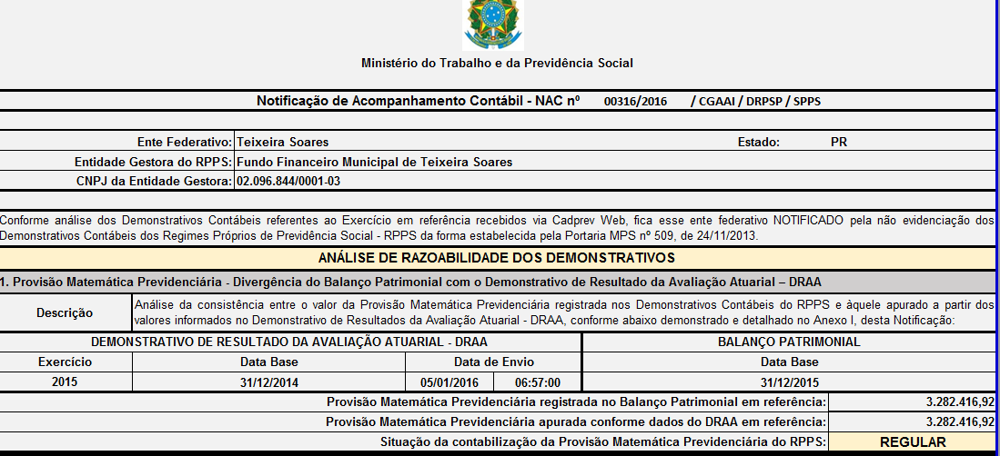 Ministério do Trabalho e da Previdência Social
Notificação de Acompanhamento Contábil - NAC nº 00316/2016 / CGAAI / DRPSP / SPPS
Ente Federativo: Teixeira Soares Estado: PR
Entidade Gestora do RPPS: Fundo Financeiro Municipal de Teixeira Soares
CNPJ da Entidade Gestora: 02.096.844/0001-03
Conforme análise dos Demonstrativos Contábeis referentes ao Exercício em referência recebidos via Cadprev Web, fica esse ente federativo NOTIFICADO pela não evidenciação dos
Demonstrativos Contábeis dos Regimes Próprios de Previdência Social - RPPS da forma estabelecida pela Portaria MPS nº 509, de 24/11/2013.
ANÁLISE DE RAZOABILIDADE DOS DEMONSTRATIVOS
1. Provisão Matemática Previdenciária - Divergência do Balanço Patrimonial com o Demonstrativo de Resultado da Avaliação Atuarial – DRAA
Descrição
Análise da consistência entre o valor da Provisão Matemática Previdenciária registrada nos Demonstrativos Contábeis do RPPS e àquele apurado a partir dos
valores informados no Demonstrativo de Resultados da Avaliação Atuarial - DRAA, conforme abaixo demonstrado e detalhado no Anexo I, desta Notificação:
DEMONSTRATIVO DE RESULTADO DA AVALIAÇÃO ATUARIAL - DRAA BALANÇO PATRIMONIAL
Exercício Data Base Data de Envio Data Base
2015 31/12/2014 05/01/2016 06:57:00 31/12/2015
Provisão Matemática Previdenciária registrada no Balanço Patrimonial em referência: 3.282.416,92
Provisão Matemática Previdenciária apurada conforme dados do DRAA em referência: 3.282.416,92
Situação da contabilização da Provisão Matemática Previdenciária do RPPS: REGULAR